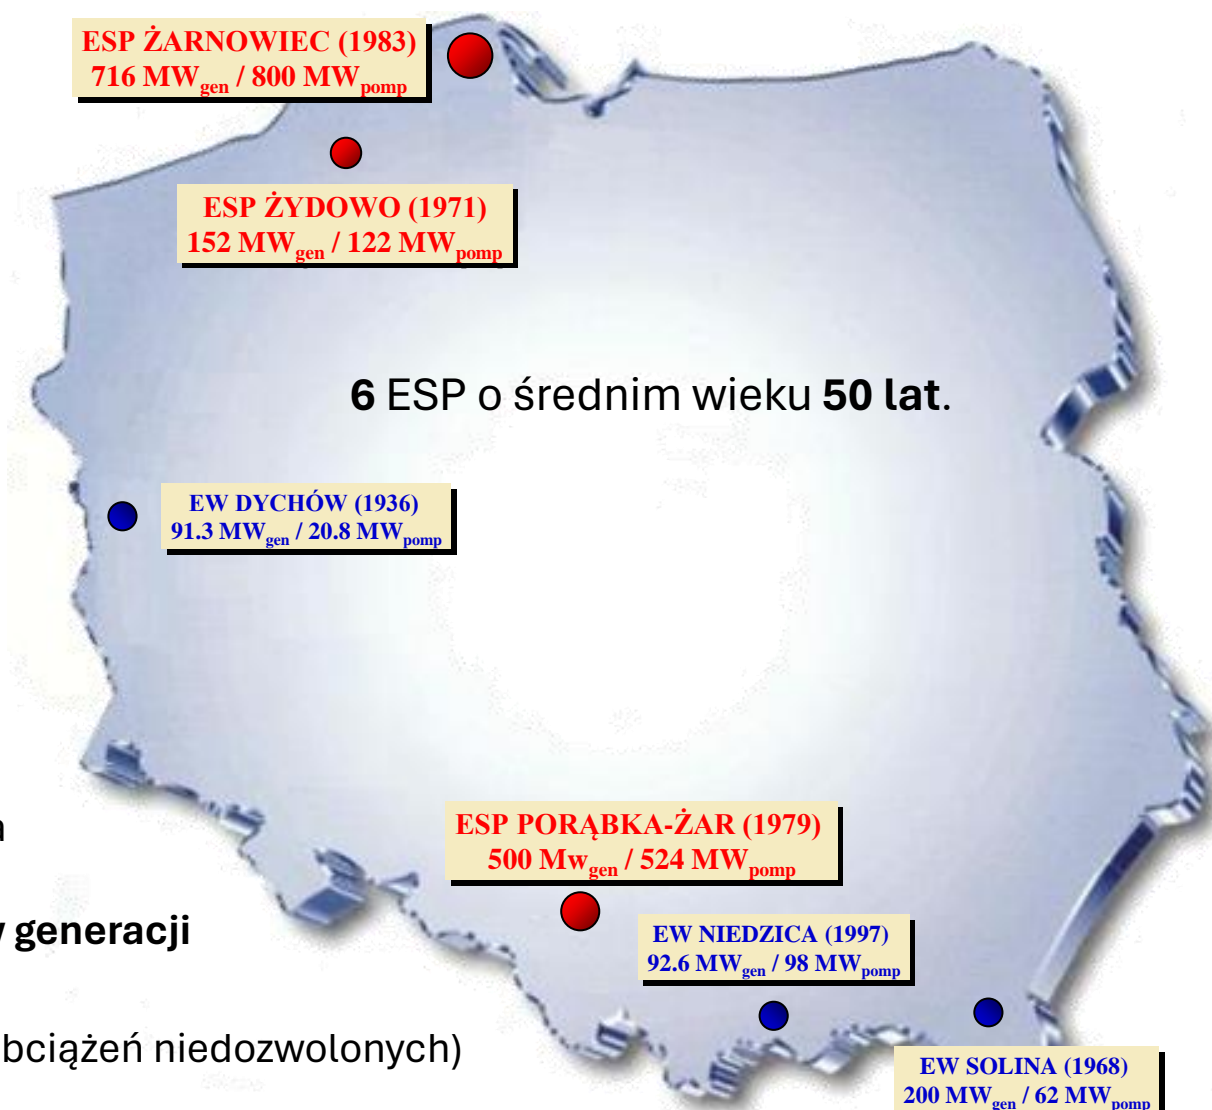 ESP ŻARNOWIEC (1983)
716 MWgen / 800 MWpomp
ESP ŻYDOWO (1971)
152 MWgen / 122 MWpomp
6 ESP o średnim wieku 50 lat.
EW DYCHÓW (1936)
91.3 MWgen / 20.8 MWpomp
ESP PORĄBKA-ŻAR (1979)
500 Mwgen / 524 MWpomp
generacji
EW NIEDZICA (1997)
92.6 MWgen / 98 MWpomp
bciążeń niedozwolonych)
EW SOLINA (1968)
200 MWgen / 62 MWpomp